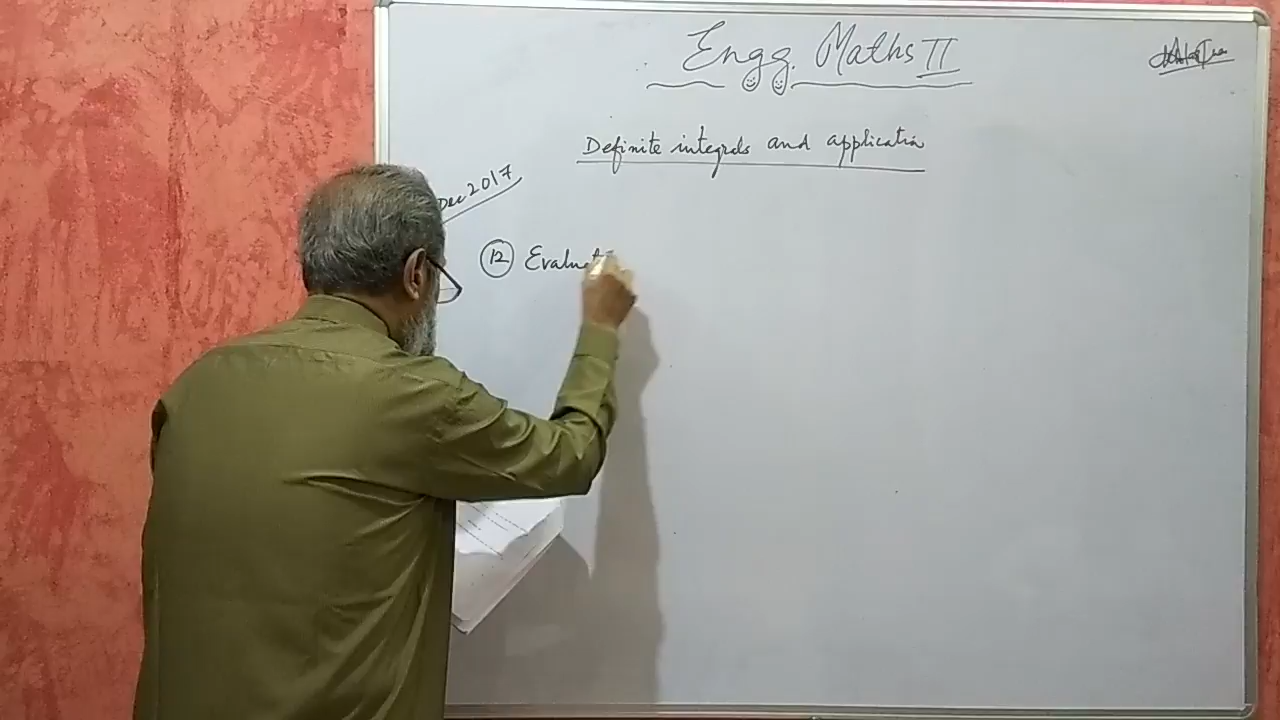 Engg. Maths II
Definite integrals and application
Dec 2017
12 Evaluat